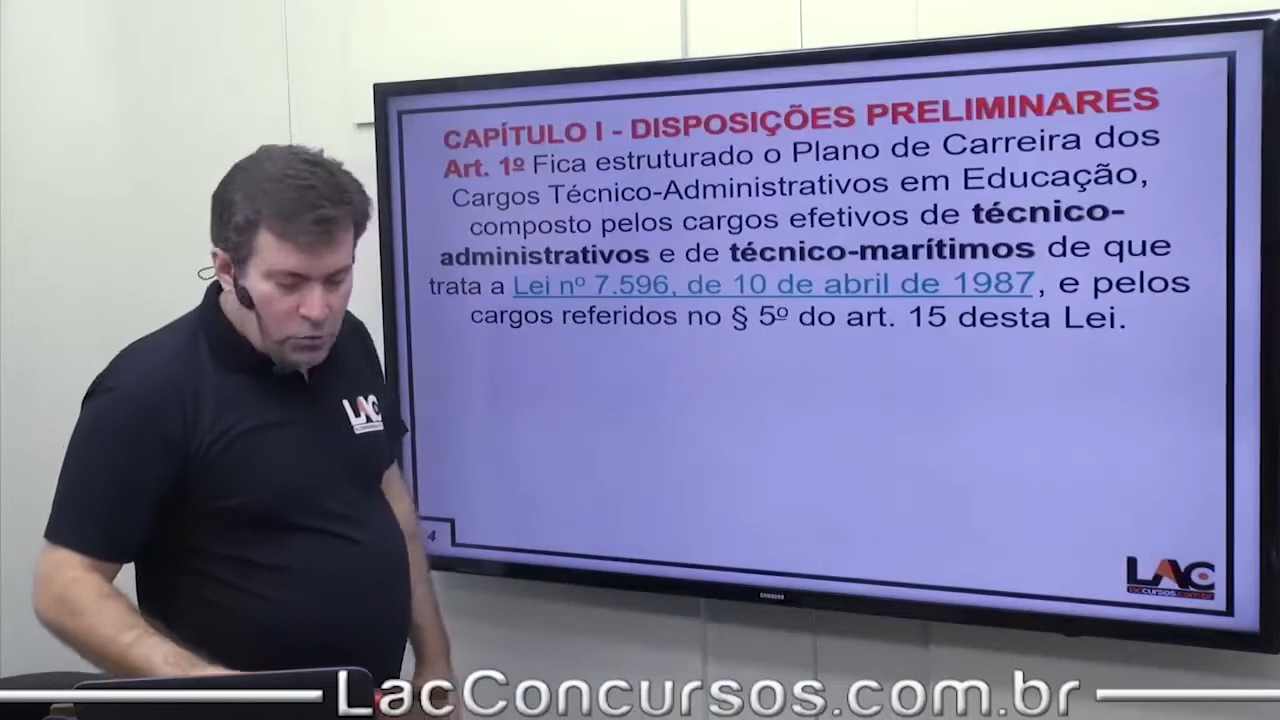 CAPÍTULO I - DISPOSIÇÕES PRELIMINARES
Art. 1º Fica estruturado o Plano de Carreira dos
Cargos Técnico-Administrativos em Educação,
composto pelos cargos efetivos de técnico-
administrativos e de técnico-marítimos de que
trata a Lei nº 7.596, de 10 de abril de 1987, e pelos
cargos referidos no § 5º do art. 15 desta Lei.
LAC
4
LAC
laccursos.com.br
SAMSUNG
LacConcursos.com.br